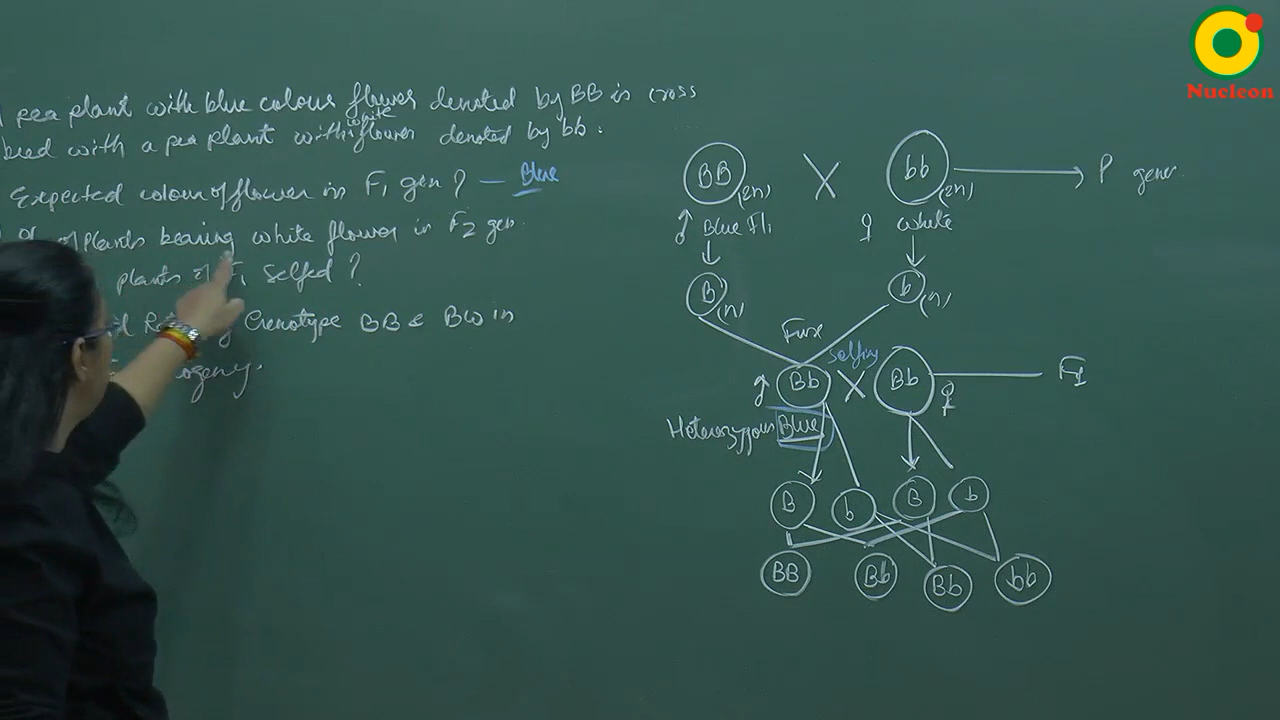 pea plant with blue colour flower denoted by BB is cross
bred with a pea plant with white flower denoted by bb.
Expected colour of flower in F1 gen? — Blue
of plants bearing white flower in F2 gen.
plants of F1 selfed?
Genotype BB & BW in
Nucleon
BB (2n) X bb (2n) P gener
♂ Blue Fl ♀ white
B (n) b (n)
Fuse
selfing
♂ Bb X Bb ♀ F1
Heterozygous Blue
B b B b
BB Bb Bb bb